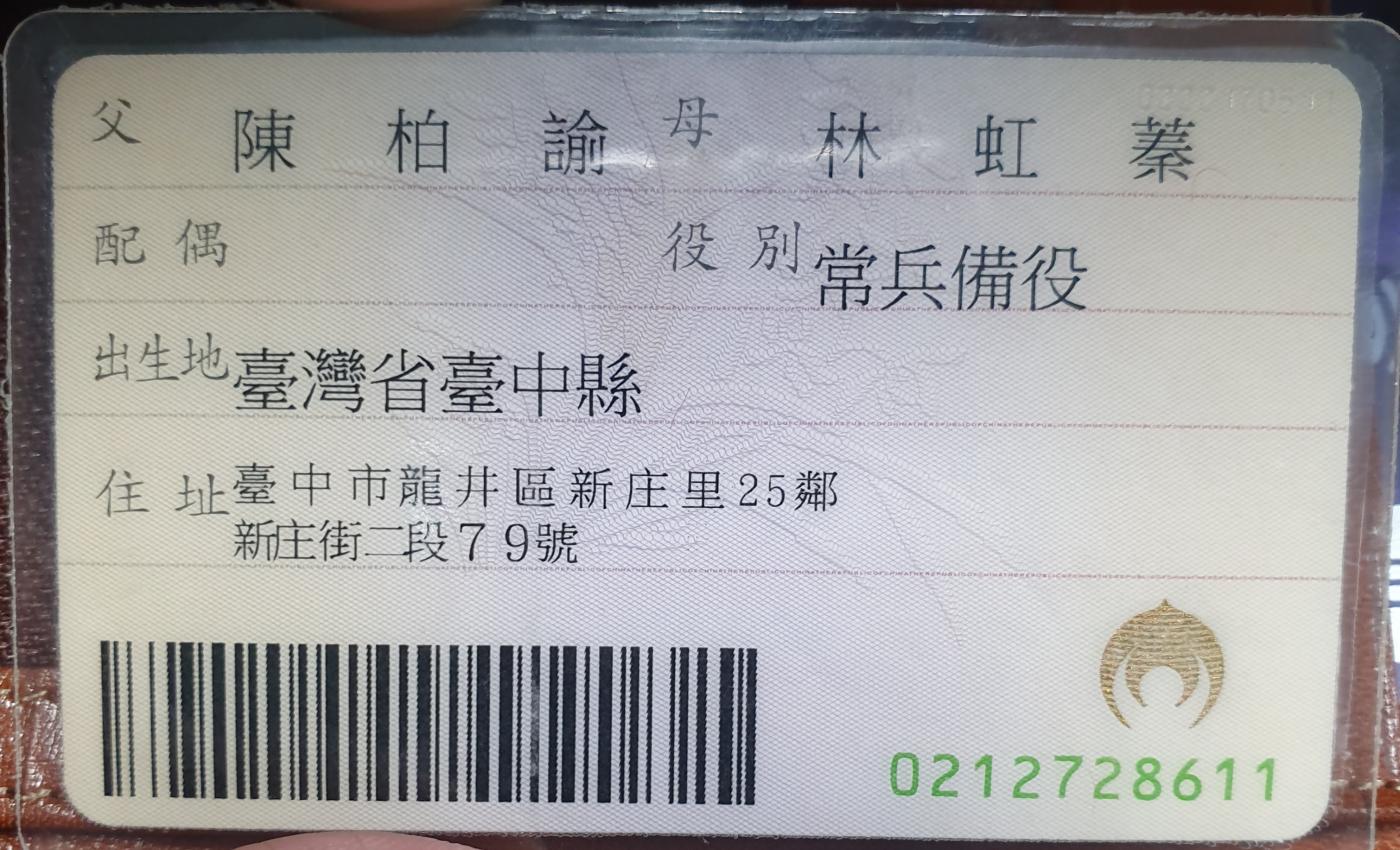 父 陳柏諭 母 林虹蓁
配偶 役別 常兵備役
出生地 臺灣省臺中縣
住址 臺中市龍井區新庄里25鄰
新庄街二段79號
0212728611